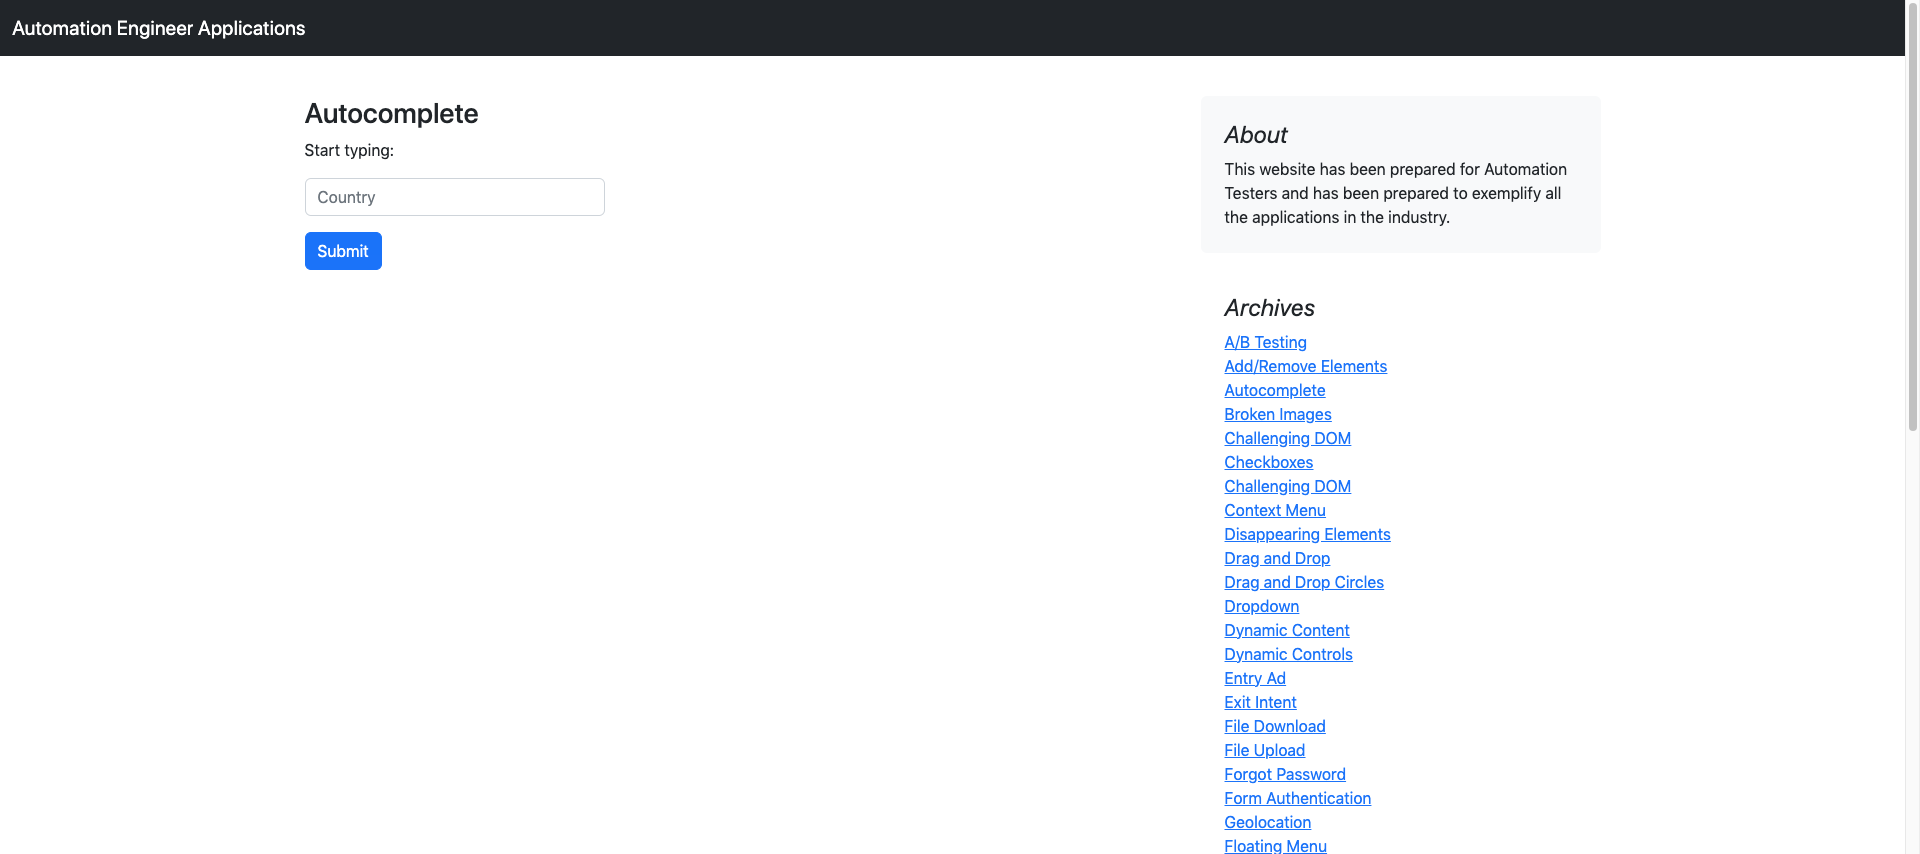 Automation Engineer Applications
Autocomplete
Start typing:
Country
Submit
About
This website has been prepared for Automation
Testers and has been prepared to exemplify all
the applications in the industry.
Archives
A/B Testing
Add/Remove Elements
Autocomplete
Broken Images
Challenging DOM
Checkboxes
Challenging DOM
Context Menu
Disappearing Elements
Drag and Drop
Drag and Drop Circles
Dropdown
Dynamic Content
Dynamic Controls
Entry Ad
Exit Intent
File Download
File Upload
Forgot Password
Form Authentication
Geolocation
Floating Menu